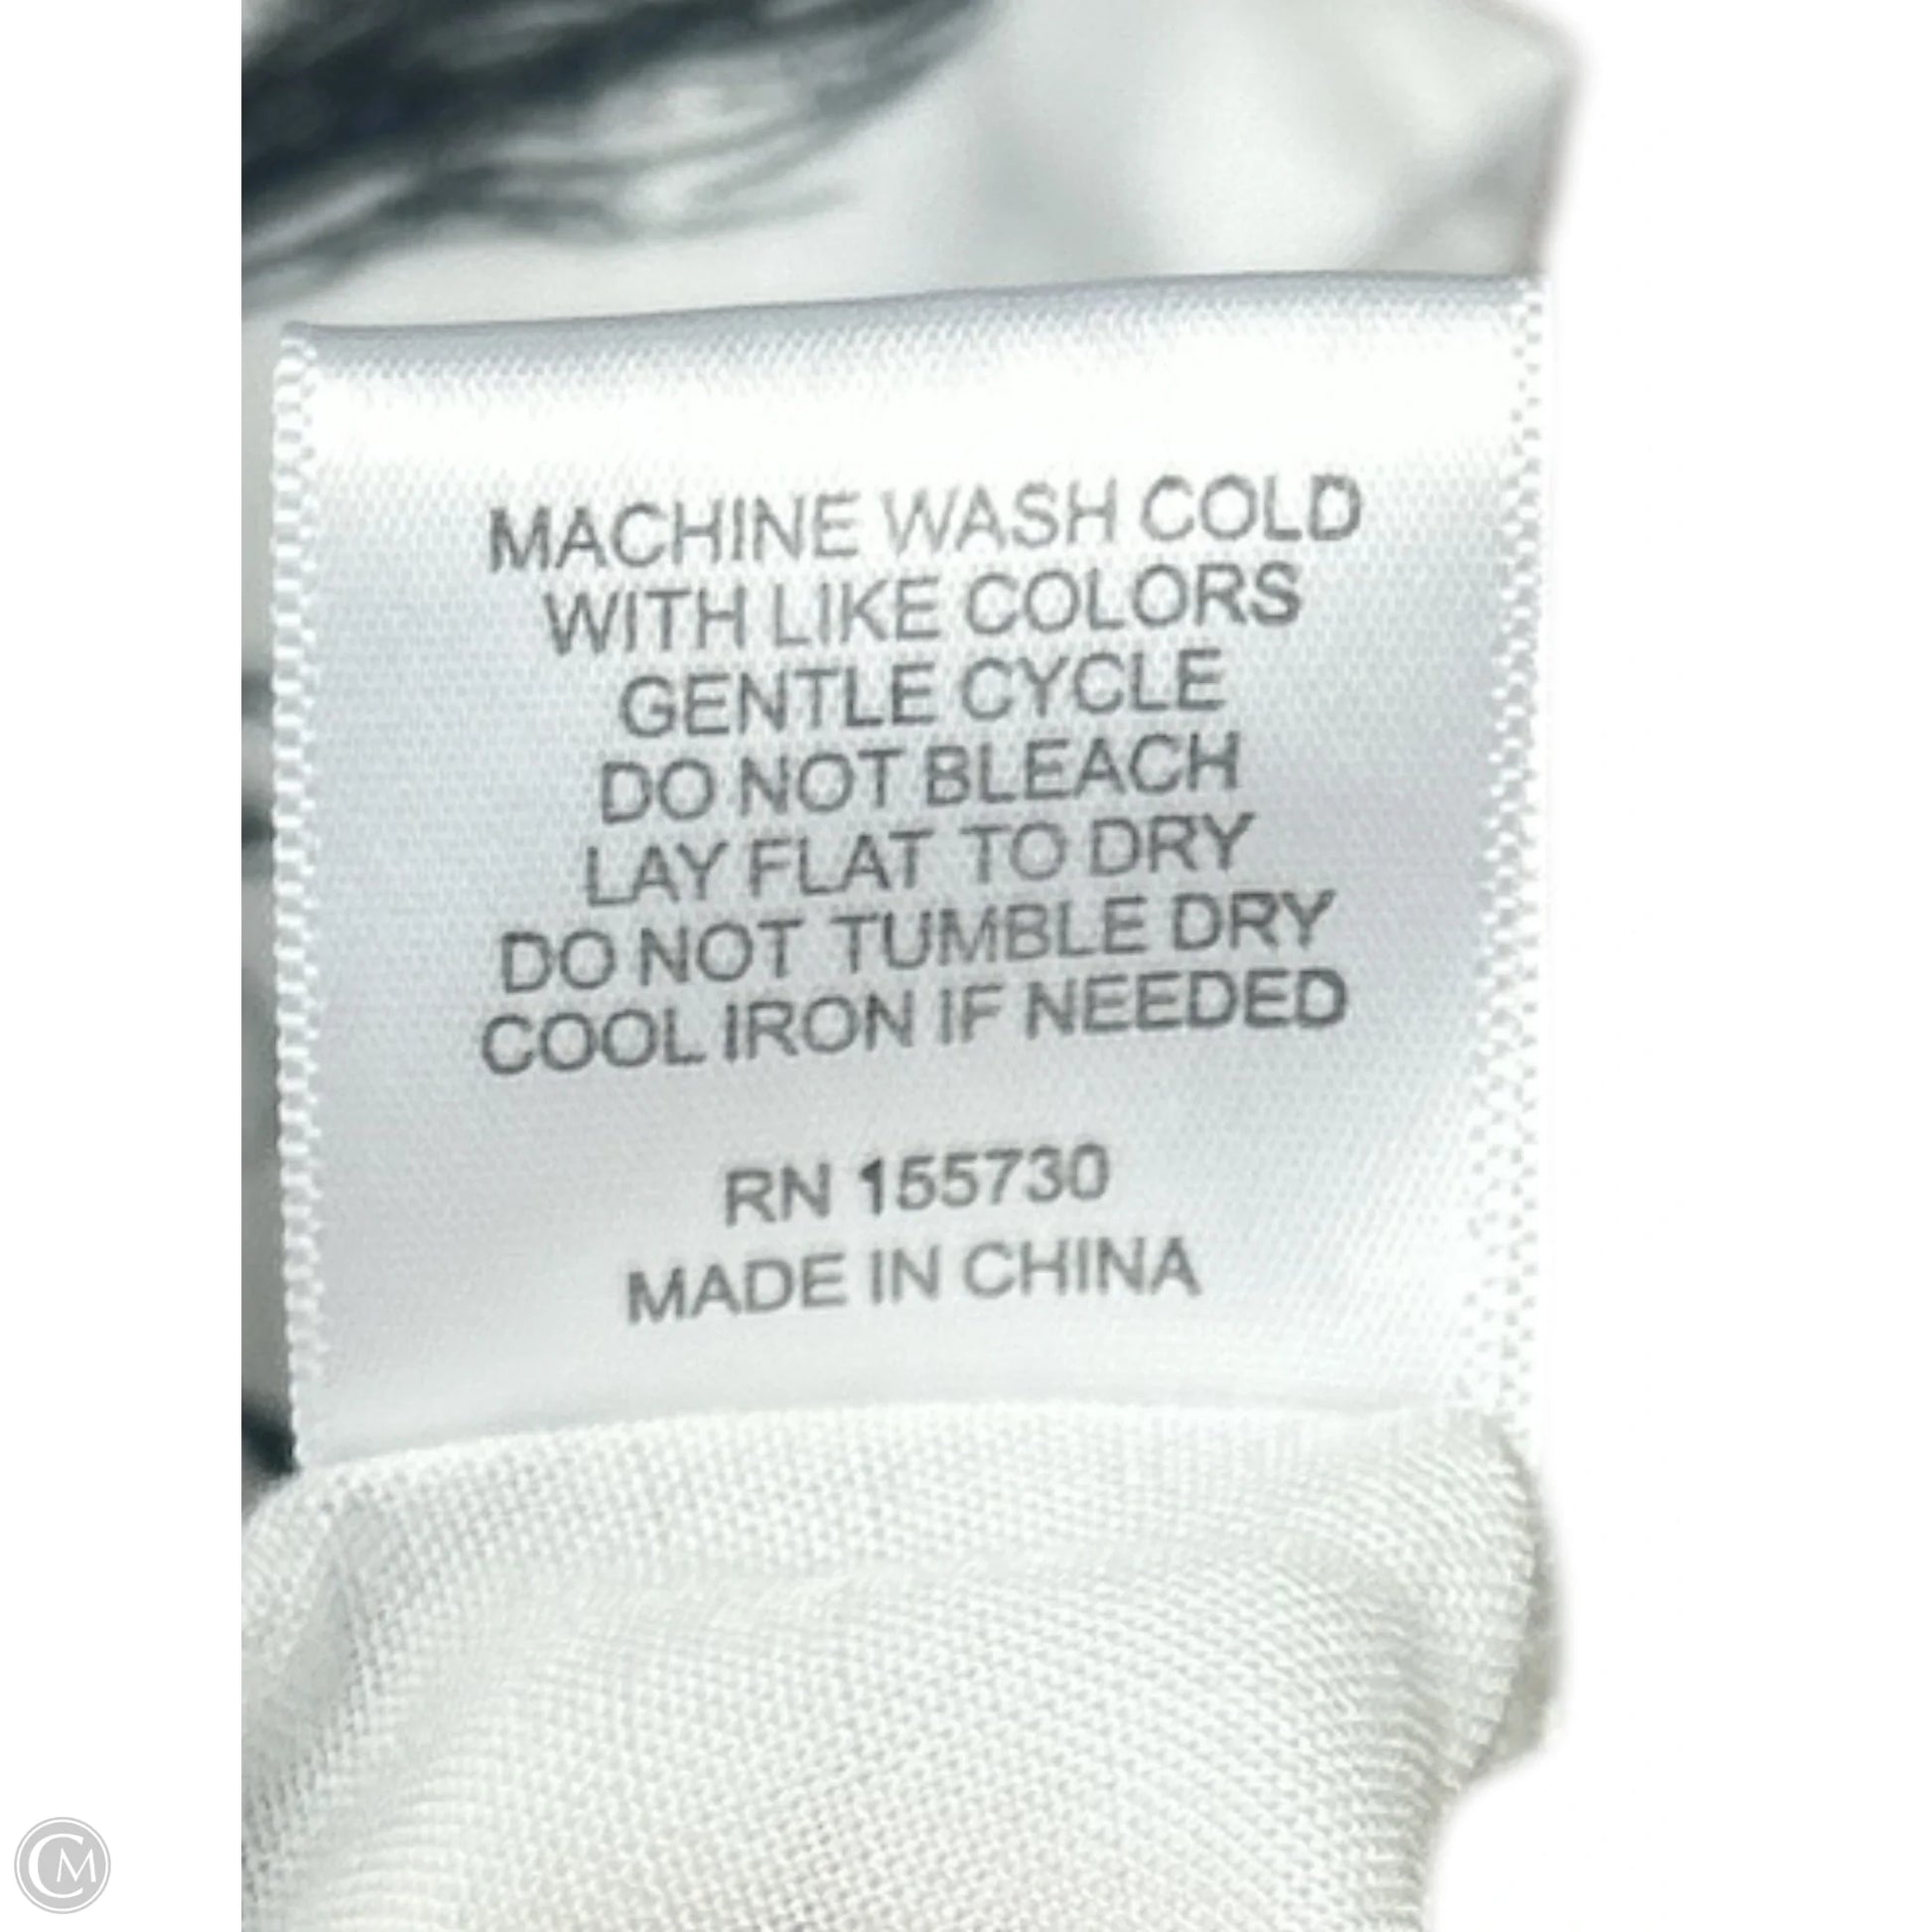 MACHINE WASH COLD
WITH LIKE COLORS
GENTLE CYCLE
DO NOT BLEACH
LAY FLAT TO DRY
DO NOT TUMBLE DRY
COOL IRON IF NEEDED
RN 155730
MADE IN CHINA
CM